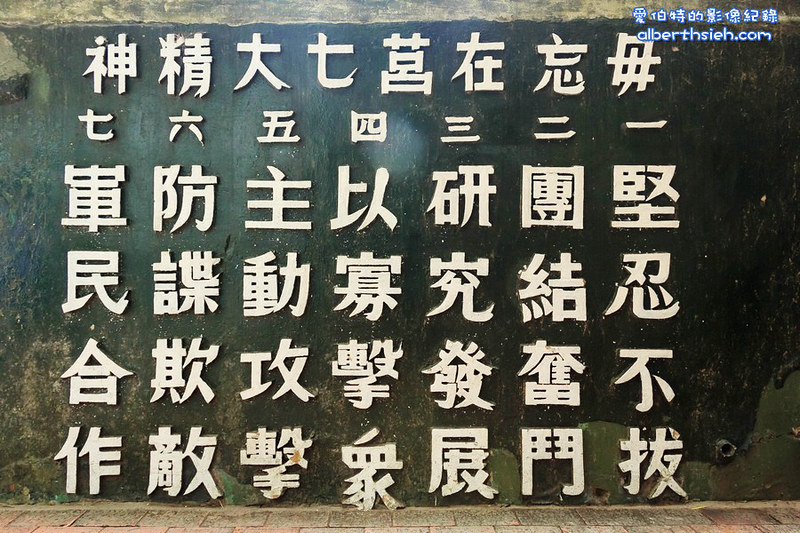 愛伯特的影像紀錄
alberthsieh.com
毋忘在莒七大精神
一堅忍不拔
二團結奮鬥
三研究發展
四以寡擊眾
五主動攻擊
六防諜欺敵
七軍民合作